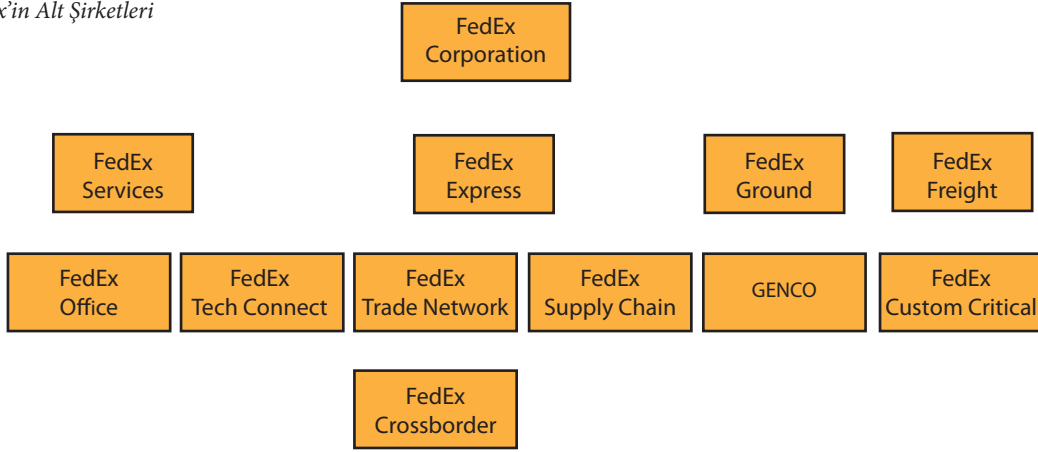 x’in Alt Şirketleri
FedEx
Corporation
FedEx
Services
FedEx
Express
FedEx
Ground
FedEx
Freight
FedEx
Office
FedEx
Tech Connect
FedEx
Trade Network
FedEx
Supply Chain
GENCO
FedEx
Custom Critical
FedEx
Crossborder